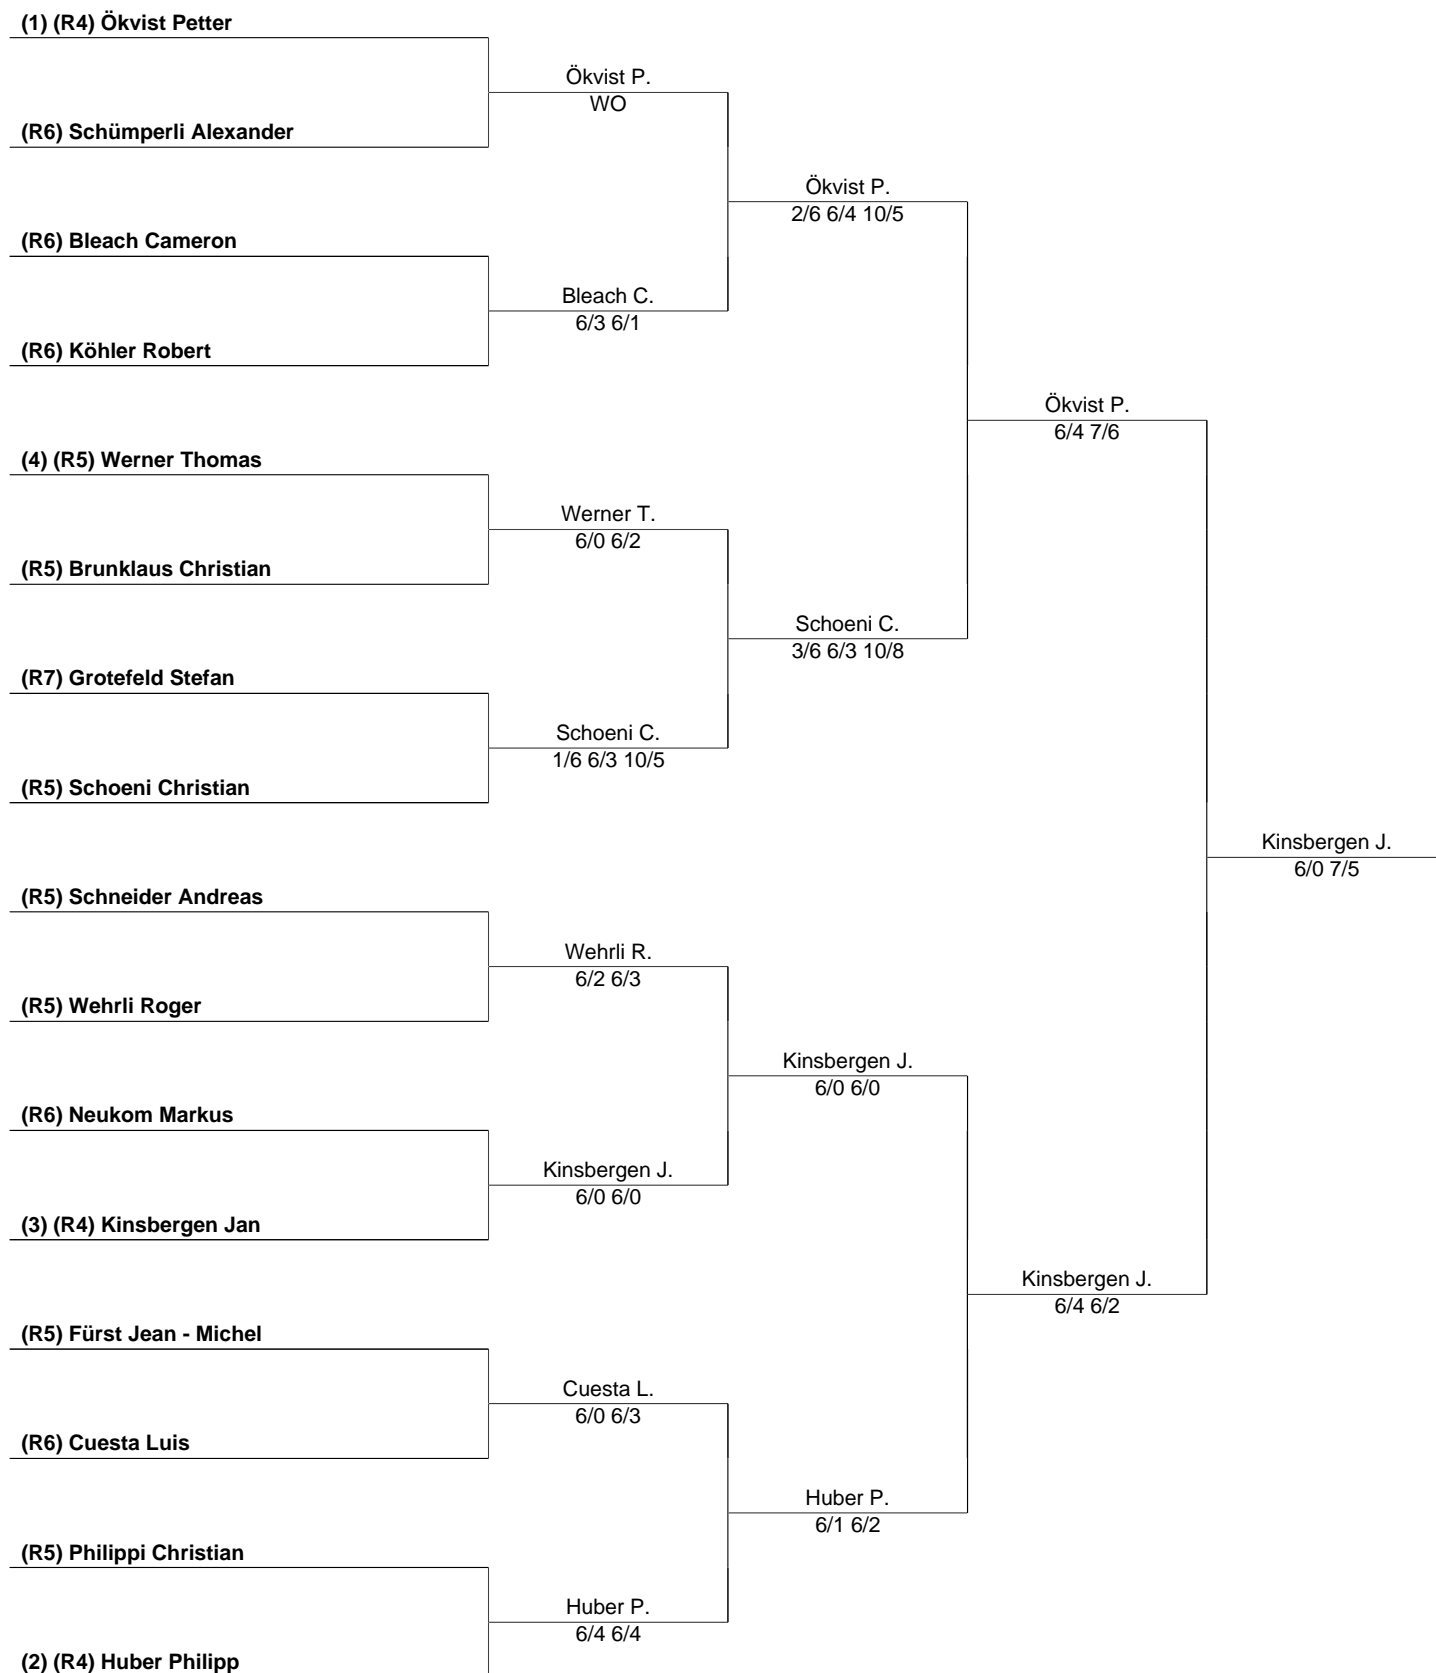 (1) (R4) Ökvist Petter
Ökvist P.
WO
(R6) Schümperli Alexander
Ökvist P.
2/6 6/4 10/5
(R6) Bleach Cameron
Bleach C.
6/3 6/1
(R6) Köhler Robert
Ökvist P.
6/4 7/6
(4) (R5) Werner Thomas
Werner T.
6/0 6/2
(R5) Brunklaus Christian
Schoeni C.
3/6 6/3 10/8
(R7) Grotefeld Stefan
Schoeni C.
1/6 6/3 10/5
(R5) Schoeni Christian
Kinsbergen J.
6/0 7/5
(R5) Schneider Andreas
Wehrli R.
6/2 6/3
(R5) Wehrli Roger
Kinsbergen J.
6/0 6/0
(R6) Neukom Markus
Kinsbergen J.
6/0 6/0
(3) (R4) Kinsbergen Jan
Kinsbergen J.
6/4 6/2
(R5) Fürst Jean - Michel
Cuesta L.
6/0 6/3
(R6) Cuesta Luis
Huber P.
6/1 6/2
(R5) Philippi Christian
Huber P.
6/4 6/4
(2) (R4) Huber Philipp